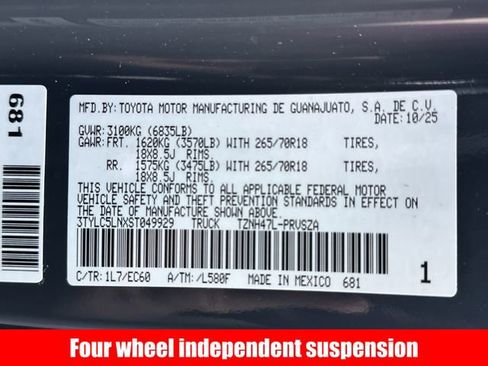 681
MFD.BY: TOYOTA MOTOR MANUFACTURING DE GUANAJUATO, S.A. DE C.V.
10/25
GVWR: 3100KG (6835LB)
GAWR: FRT. 1620KG (3570LB) WITH 265/70R18 TIRES,
18X8.5J RIMS.
RR. 1575KG (3475LB) WITH 265/70R18 TIRES,
18X8.5J RIMS.
THIS VEHICLE CONFORMS TO ALL APPLICABLE FEDERAL MOTOR
VEHICLE SAFETY AND THEFT PREVENTION STANDARDS IN EFFECT
ON THE DATE OF MANUFACTURE SHOWN ABOVE.
3TYLC5LNXST049929 TRUCK TZNH47L-PRVSZA
C/TR: 1L7/EC60 A/TM: /L580F MADE IN MEXICO 681 1
Four wheel independent suspension